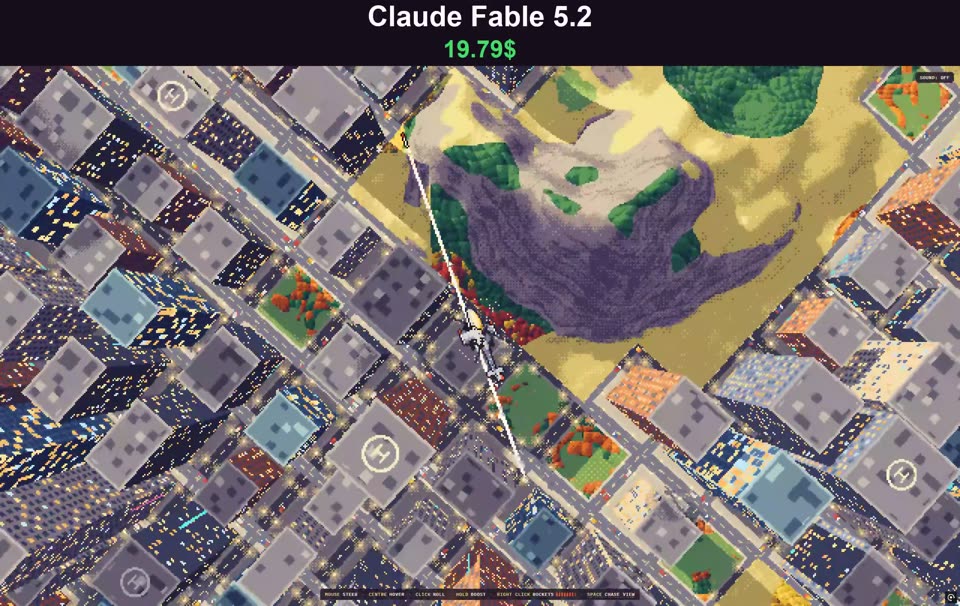 Claude Fable 5.2
19.79$
SOUND: OFF
H
H
H
H
MOUSE STEER CENTRE HOVER CLICK ROLL HOLD BOOST RIGHT CLICK ROCKETS SPACE CHASE VIEW